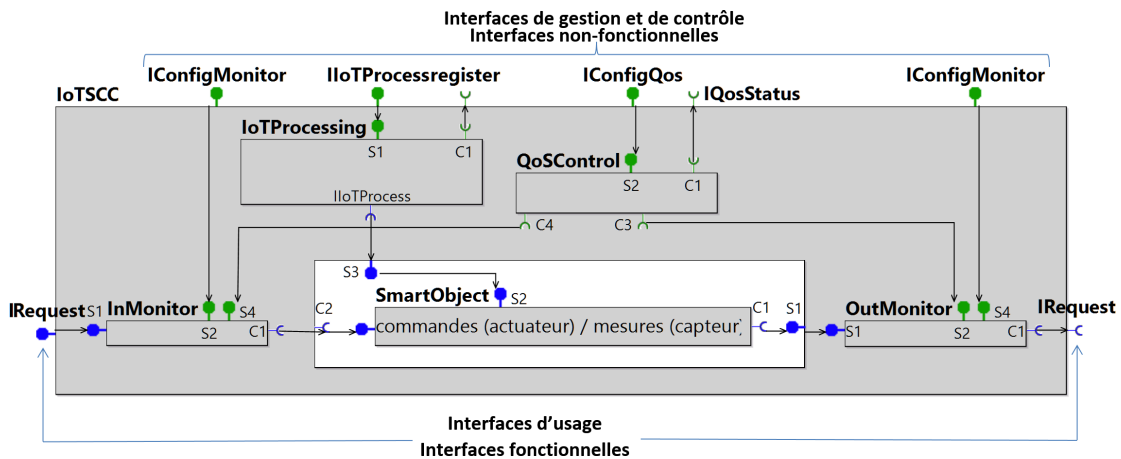 Interfaces de gestion et de contrôle
Interfaces non-fonctionnelles
IConfigMonitor IIoTProcessregister IConfigQos IConfigMonitor
IoTSCC IQosStatus
IoTProcessing
S1 C1
QoSControl
S2 C1
IIoTProcess
C4 C3
S3
SmartObject S2
IRequest S1 InMonitor S4 C2 C1 S1 OutMonitor S4 IRequest
commandes (actuateur) / mesures (capteur)
S2 C1 S1 S2 C1
Interfaces d’usage
Interfaces fonctionnelles